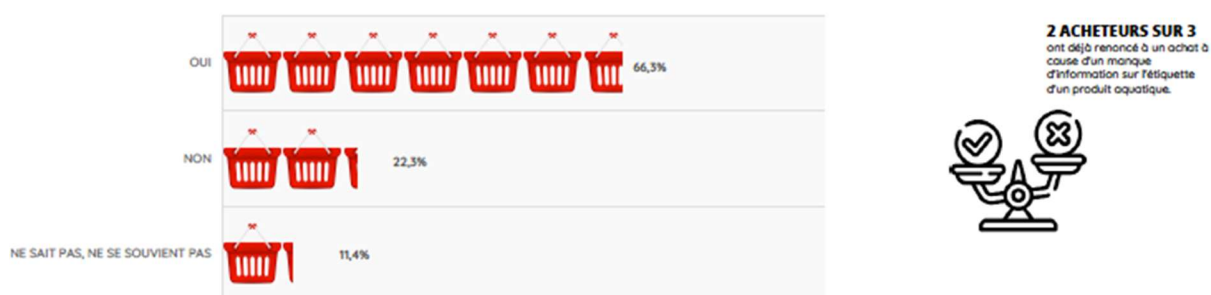 OUI
66,3%
NON
22,3%
NE SAIT PAS, NE SE SOUVIENT PAS
11,4%
2 ACHETEURS SUR 3
ont déjà renoncé à un achat à
cause d'un manque
d'information sur l'étiquette
d'un produit aquatique.